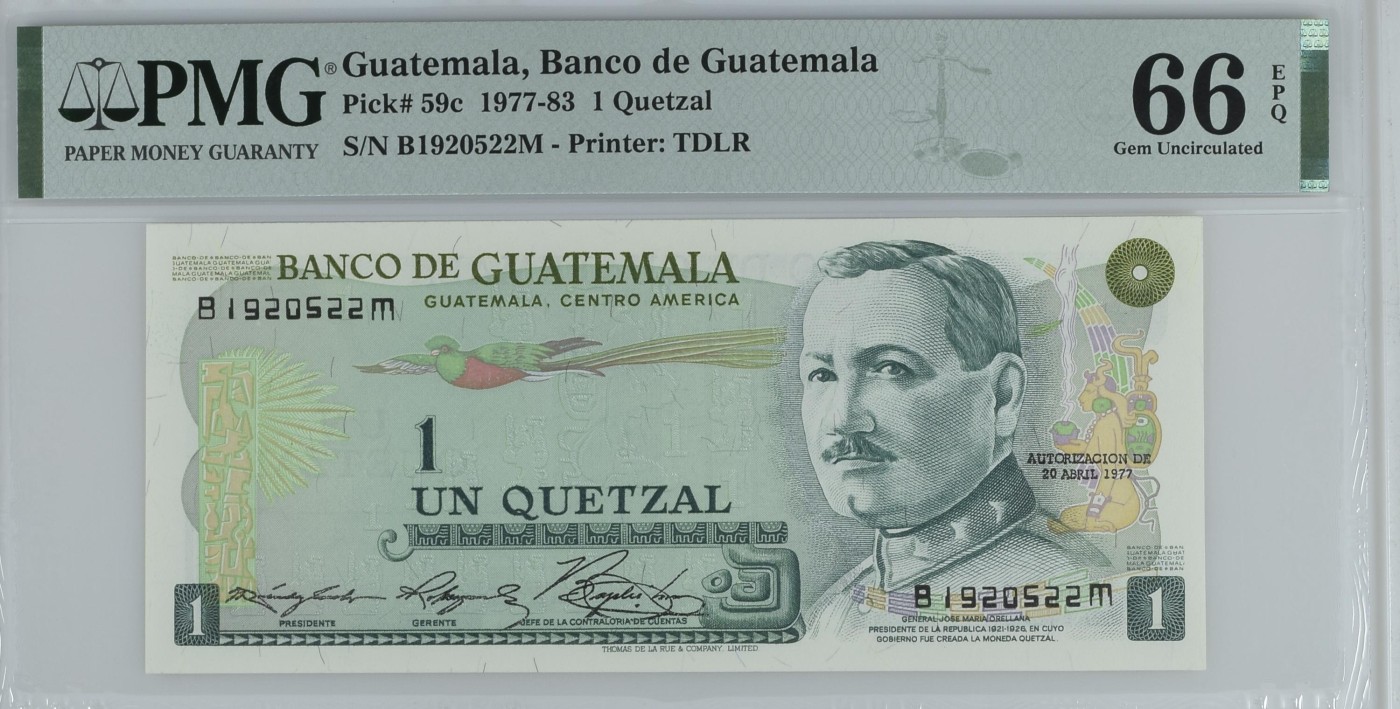 PMG®
PAPER MONEY GUARANTY
Guatemala, Banco de Guatemala
Pick# 59c 1977-83 1 Quetzal
S/N B1920522M - Printer: TDLR
66 EPQ
Gem Uncirculated
BANCO DE GUATEMALA
GUATEMALA, CENTRO AMERICA
B1920522M
1
UN QUETZAL
AUTORIZACION DE
20 ABRIL 1977
B1920522M
1
PRESIDENTE
GERENTE
JEFE DE LA CONTRALORIA DE CUENTAS
GENERAL JOSE MARIA ORELLANA
PRESIDENTE DE LA REPUBLICA 1921-1926, EN CUYO
GOBIERNO FUE CREADA LA MONEDA QUETZAL.
1
THOMAS DE LA RUE & COMPANY, LIMITED.